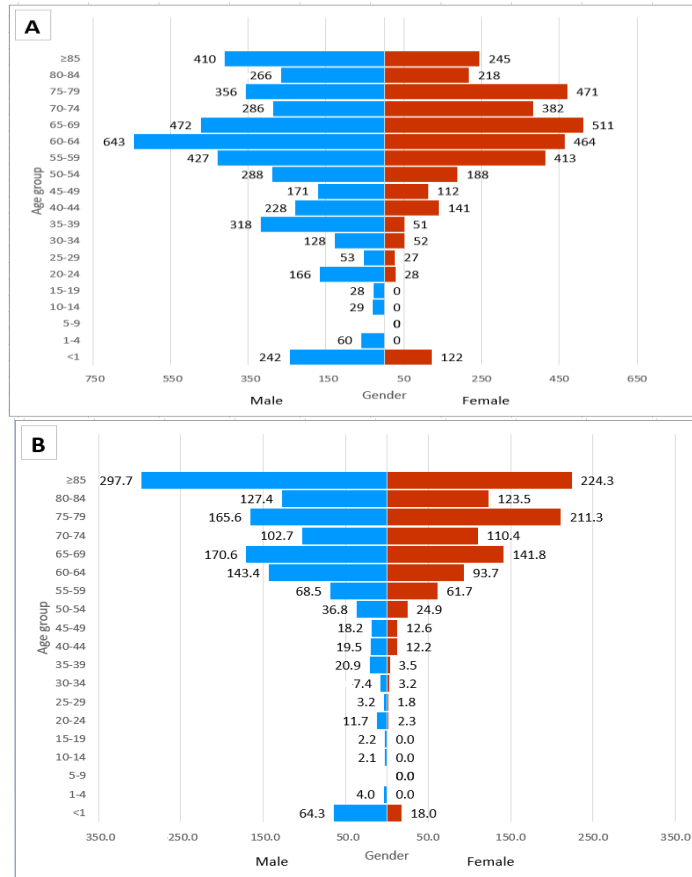 A
≥85 410 245
80-84 266 218
75-79 356 471
70-74 286 382
65-69 472 511
60-64 643 464
55-59 427 413
50-54 288 188
45-49 171 112
40-44 228 141
35-39 318 51
30-34 128 52
25-29 53 27
20-24 166 28
15-19 28 0
10-14 29 0
5-9 0
1-4 60 0
<1 242 122
Age group
750 550 350 150 50 250 450 650
Male Gender Female
B
≥85 297.7 224.3
80-84 127.4 123.5
75-79 165.6 211.3
70-74 102.7 110.4
65-69 170.6 141.8
60-64 143.4 93.7
55-59 68.5 61.7
50-54 36.8 24.9
45-49 18.2 12.6
40-44 19.5 12.2
35-39 20.9 3.5
30-34 7.4 3.2
25-29 3.2 1.8
20-24 11.7 2.3
15-19 2.2 0.0
10-14 2.1 0.0
5-9 0.0
1-4 4.0 0.0
<1 64.3 18.0
Age group
350.0 250.0 150.0 50.0 50.0 150.0 250.0 350.0
Male Gender Female